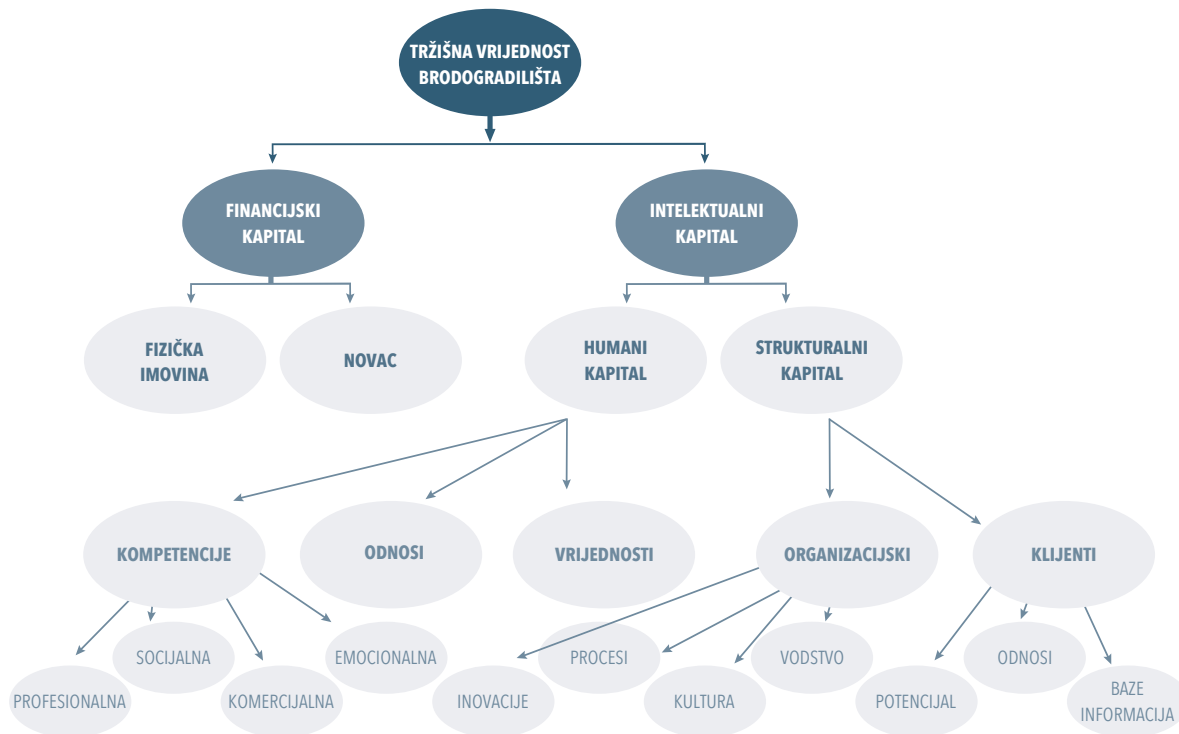 TRŽIŠNA VRIJEDNOST
BRODOGRADILIŠTA
FINANCIJSKI
KAPITAL
INTELEKTUALNI
KAPITAL
FIZIČKA
IMOVINA
NOVAC
HUMANI
KAPITAL
STRUKTURALNI
KAPITAL
KOMPETENCIJE
ODNOSI
VRIJEDNOSTI
ORGANIZACIJSKI
KLIJENTI
SOCIJALNA
EMOCIONALNA
PROCESI
VODSTVO
ODNOSI
PROFESIONALNA
KOMERCIJALNA
INOVACIJE
KULTURA
POTENCIJAL
BAZE
INFORMACIJA